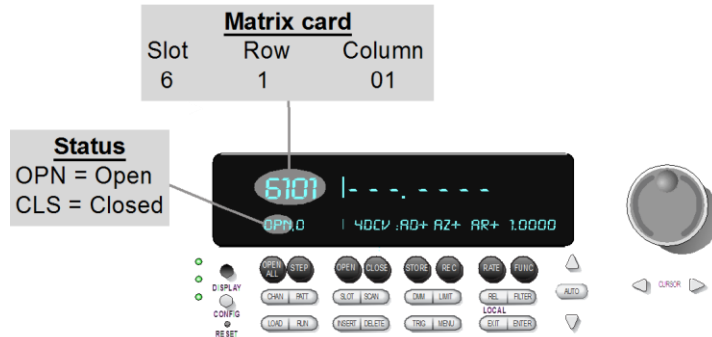 Matrix card
Slot Row Column
6 1 01
Status
OPN = Open
CLS = Closed
6101 |- - -. - - - -
OPN,0 | 4DCV :AD+ AZ+ AR+ 1.0000
OPEN ALL STEP OPEN CLOSE STORE REC RATE FUNC
DISPLAY
CHAN PATT SLOT SCAN DMM LIMIT REL FILTER AUTO CURSOR
CONFIG LOCAL
LOAD RUN INSERT DELETE TRIG MENU EXIT ENTER
RESET